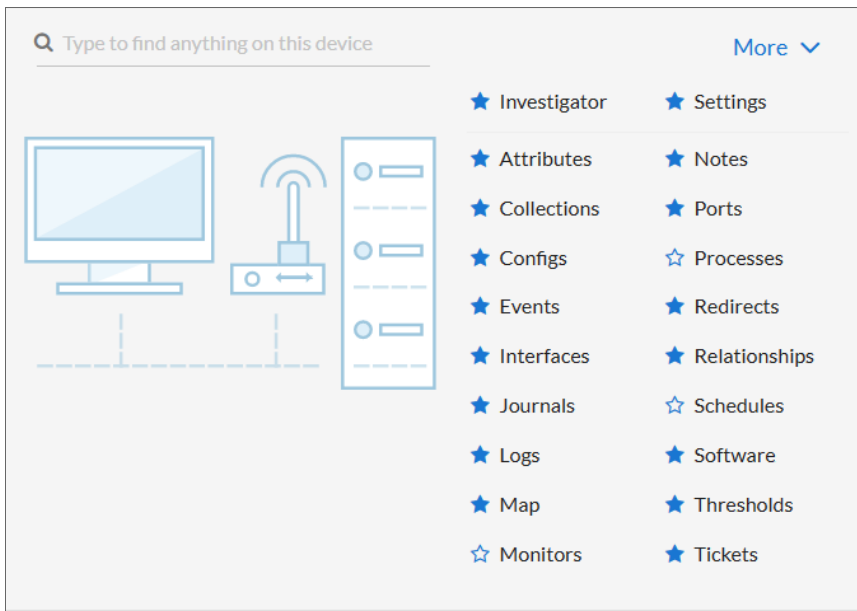 Type to find anything on this device
More
Investigator
Settings
Attributes
Notes
Collections
Ports
Configs
Processes
Events
Redirects
Interfaces
Relationships
Journals
Schedules
Logs
Software
Map
Thresholds
Monitors
Tickets